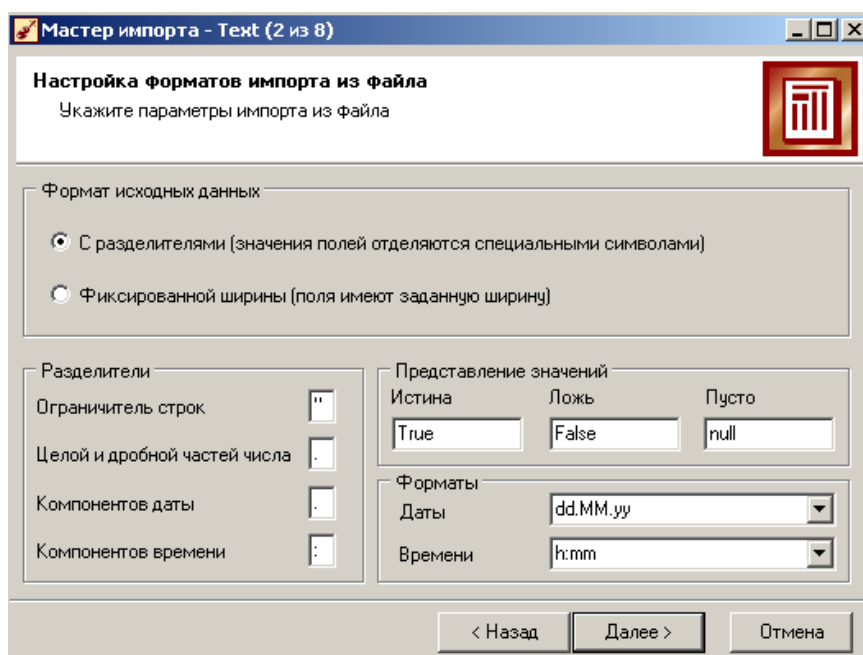 Мастер импорта - Text (2 из 8)
Настройка форматов импорта из файла
Укажите параметры импорта из файла
Формат исходных данных
С разделителями (значения полей отделяются специальными символами)
Фиксированной ширины (поля имеют заданную ширину)
Разделители
Ограничитель строк "
Целой и дробной частей числа .
Компонентов даты .
Компонентов времени :
Представление значений
Истина Ложь Пусто
True False null
Форматы
Даты dd.MM.yy
Времени h:mm
< Назад Далее > Отмена